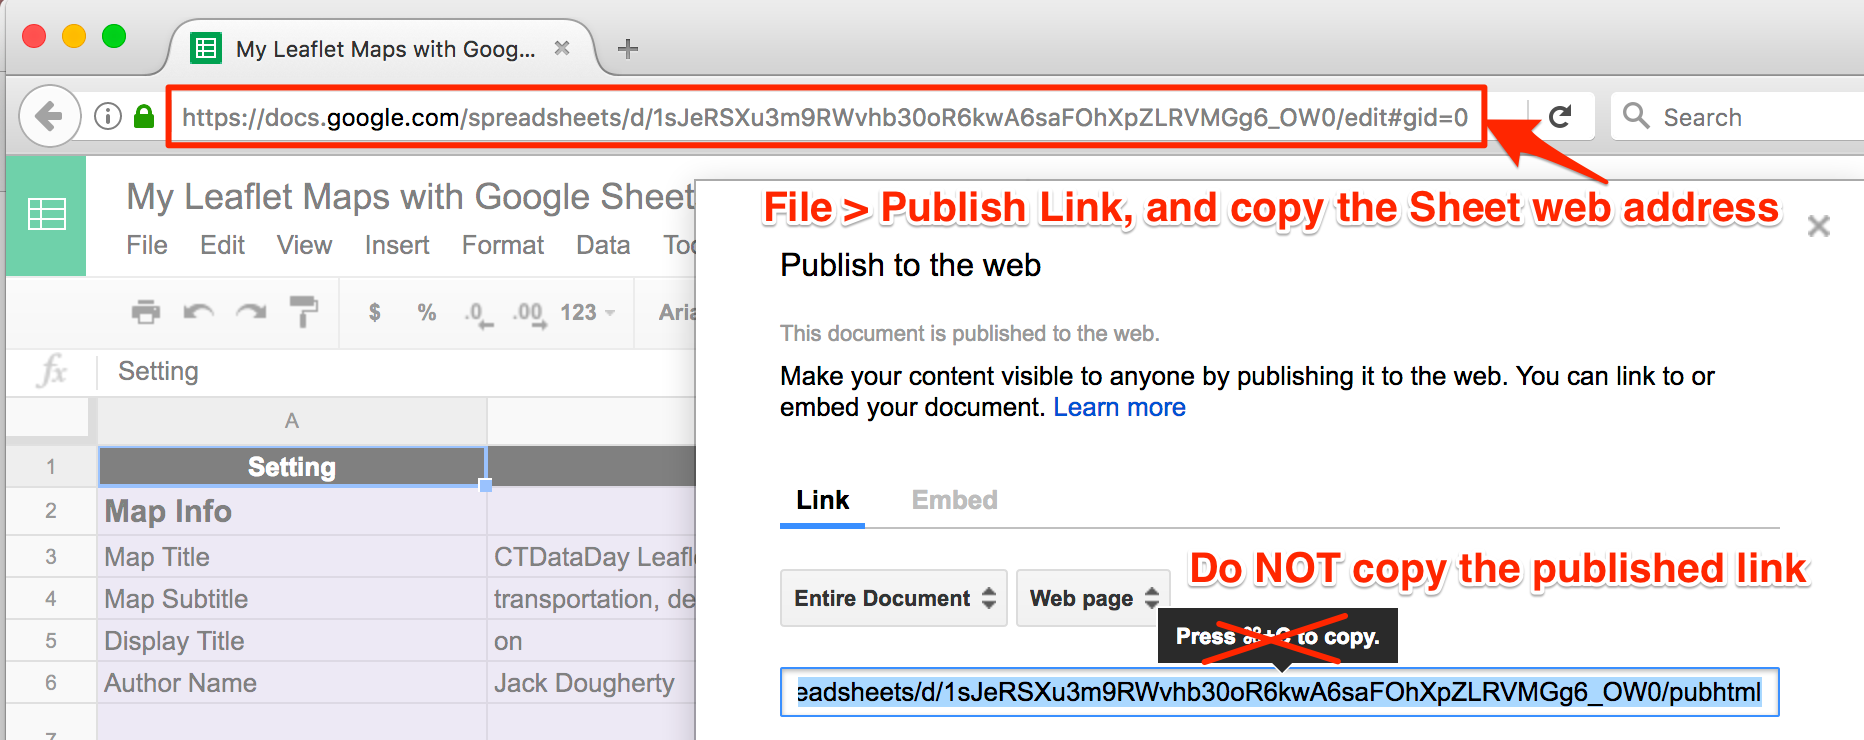 My Leaflet Maps with Goog...
https://docs.google.com/spreadsheets/d/1sJeRSXu3m9RWvhb30oR6kwA6saFOhXpZLRVMGg6_OW0/edit#gid=0
Search
My Leaflet Maps with Google Sheet
File > Publish Link, and copy the Sheet web address
File Edit View Insert Format Data Too
Publish to the web
$ % .0 .00 123 Aria
This document is published to the web.
fx Setting
Make your content visible to anyone by publishing it to the web. You can link to or
embed your document. Learn more
A
1 Setting
Link Embed
2 Map Info
3 Map Title CTDataDay Leafl
Do NOT copy the published link
4 Map Subtitle transportation, de
Entire Document Web page
5 Display Title on
Press ⌘+C to copy.
6 Author Name Jack Dougherty
eadsheets/d/1sJeRSXu3m9RWvhb30oR6kwA6saFOhXpZLRVMGg6_OW0/pubhtml
7